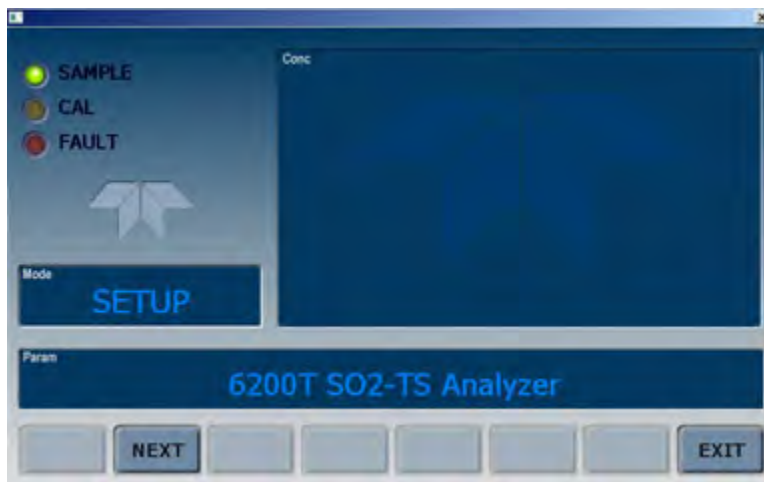 SAMPLE
CAL
FAULT
Conc
Mode
SETUP
Param
6200T SO2-TS Analyzer
NEXT
EXIT